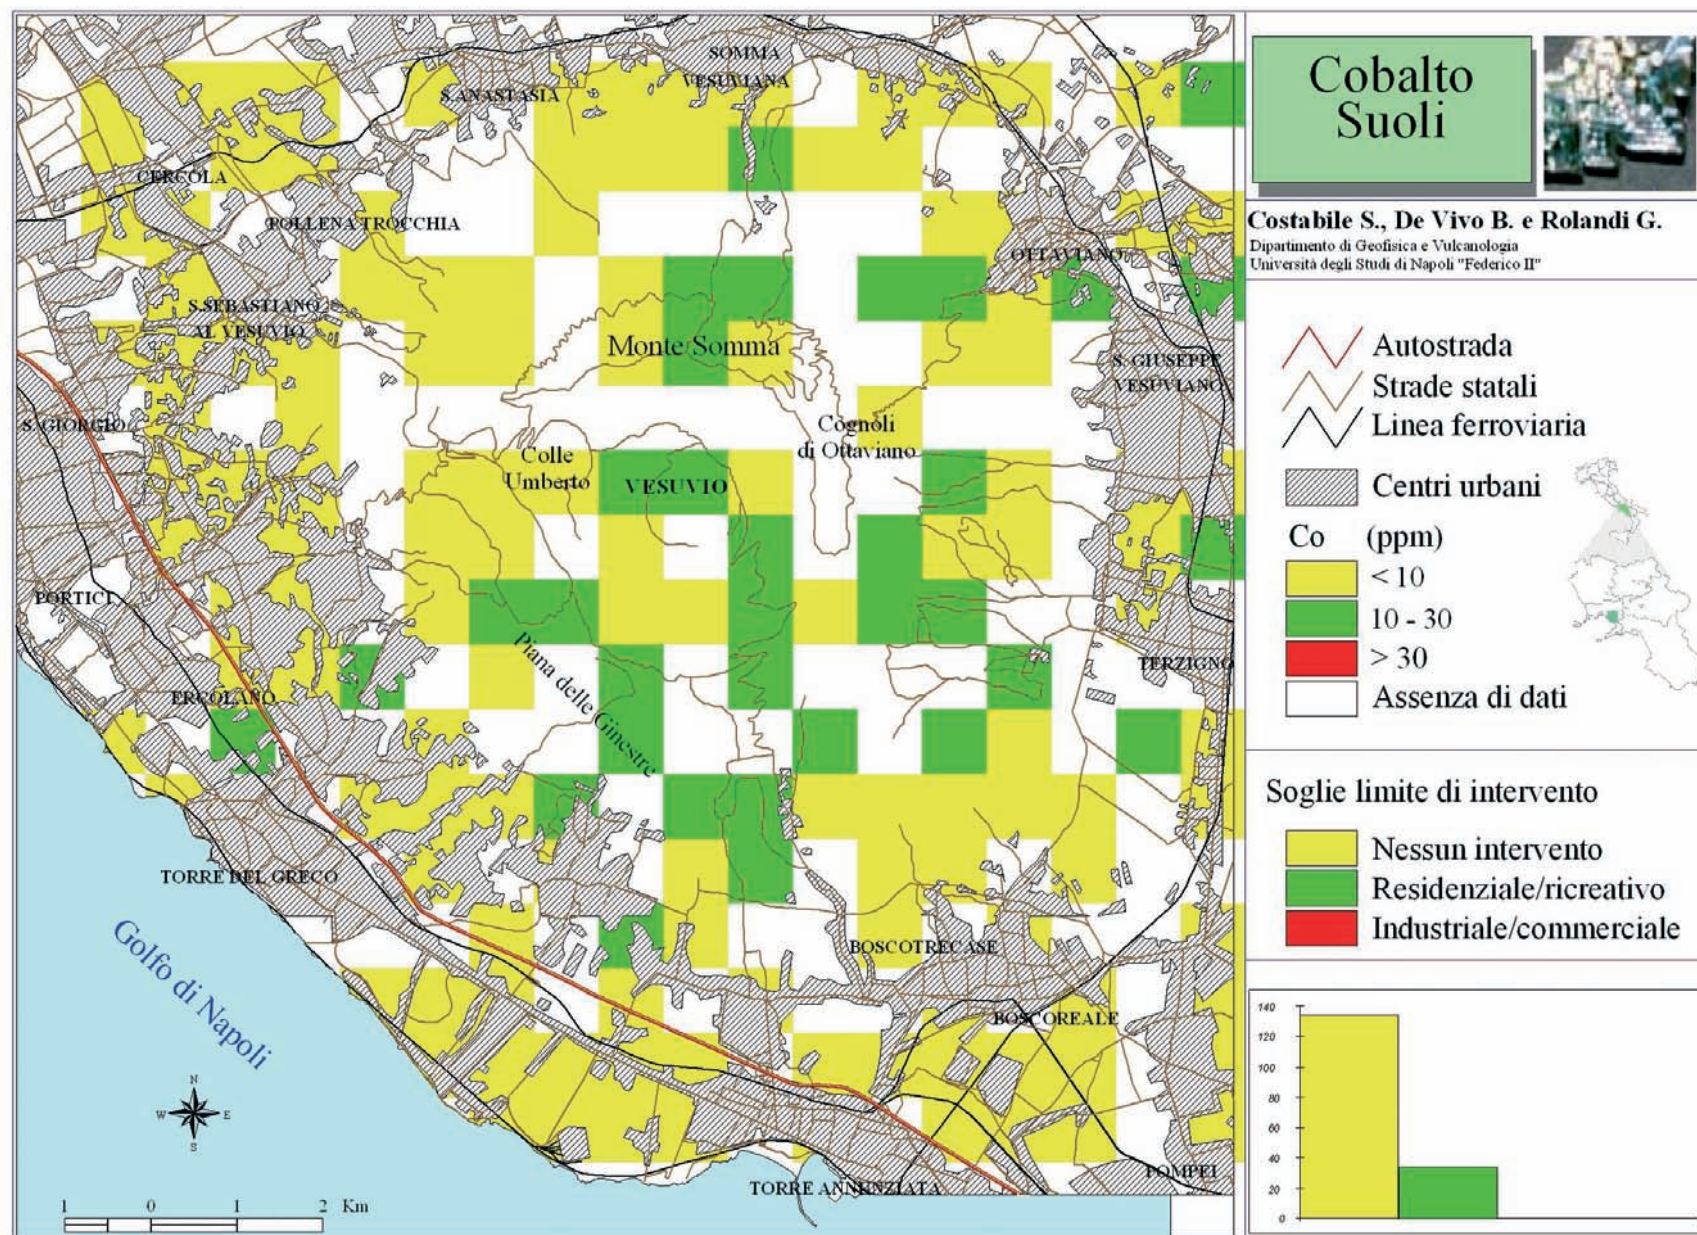 Cobalto
Suoli
Costabile S., De Vivo B. e Rolandi G.
Dipartimento di Geofisica e Vulcanologia
Università degli Studi di Napoli "Federico II"
Autostrada
Strade statali
Linea ferroviaria
Centri urbani
Co (ppm)
< 10
10 - 30
> 30
Assenza di dati
Soglie limite di intervento
Nessun intervento
Residenziale/ricreativo
Industriale/commerciale
140
120
100
80
60
40
20
0
SOMMA
VESUVIANA
S.ANASTASIA
CERCOLA
POLLENA TROCCHIA
OTTAVIANO
S.SEBASTIANO
AL VESUVIO
Monte Somma
S. GIUSEPPE
VESUVIANO
S. GIORGIO
Cognoli
di Ottaviano
Colle
Umberto
VESUVIO
PORTICI
Piana delle Ginestre
TERZIGNO
ERCOLANO
TORRE DEL GRECO
BOSCOTRECASE
Golfo di Napoli
BOSCOREALE
N
W E
S
POMPEI
TORRE ANNUNZIATA
1 0 1 2 Km